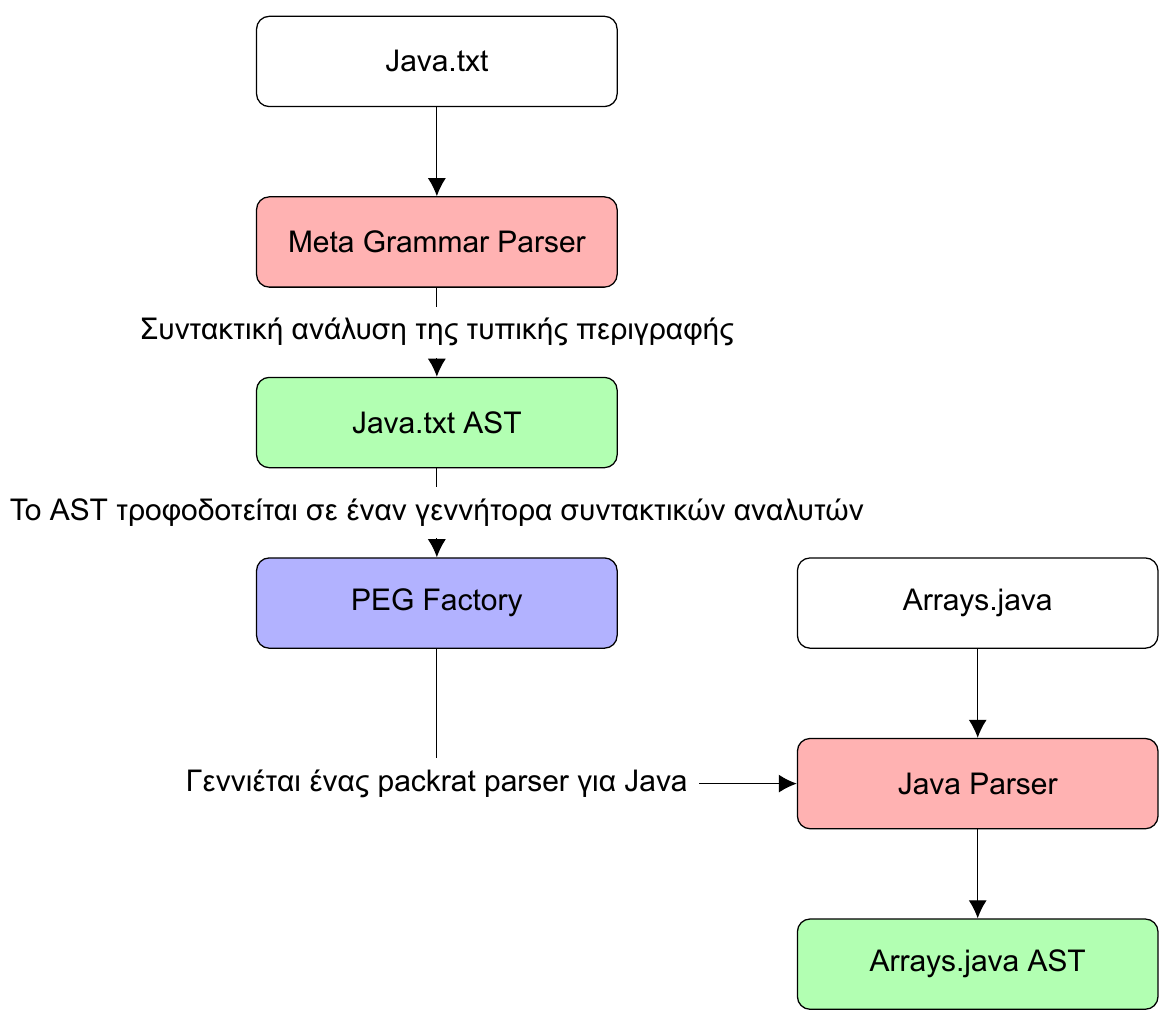 Java.txt
Meta Grammar Parser
Συντακτική ανάλυση της τυπικής περιγραφής
Java.txt AST
Το AST τροφοδοτείται σε έναν γεννήτορα συντακτικών αναλυτών
PEG Factory
Arrays.java
Γεννιέται ένας packrat parser για Java
Java Parser
Arrays.java AST